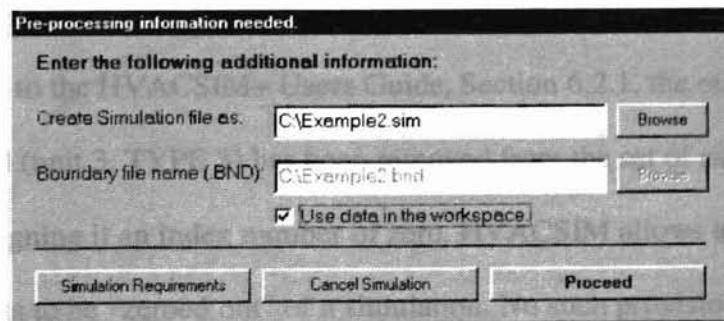 Pre-processing information needed.
Enter the following additional information:
Create Simulation file as: C:\Example2.sim Browse
Boundary file name (.BND): C:\Example2.bnd Browse
Use data in the workspace.
Simulation Requirements Cancel Simulation Proceed